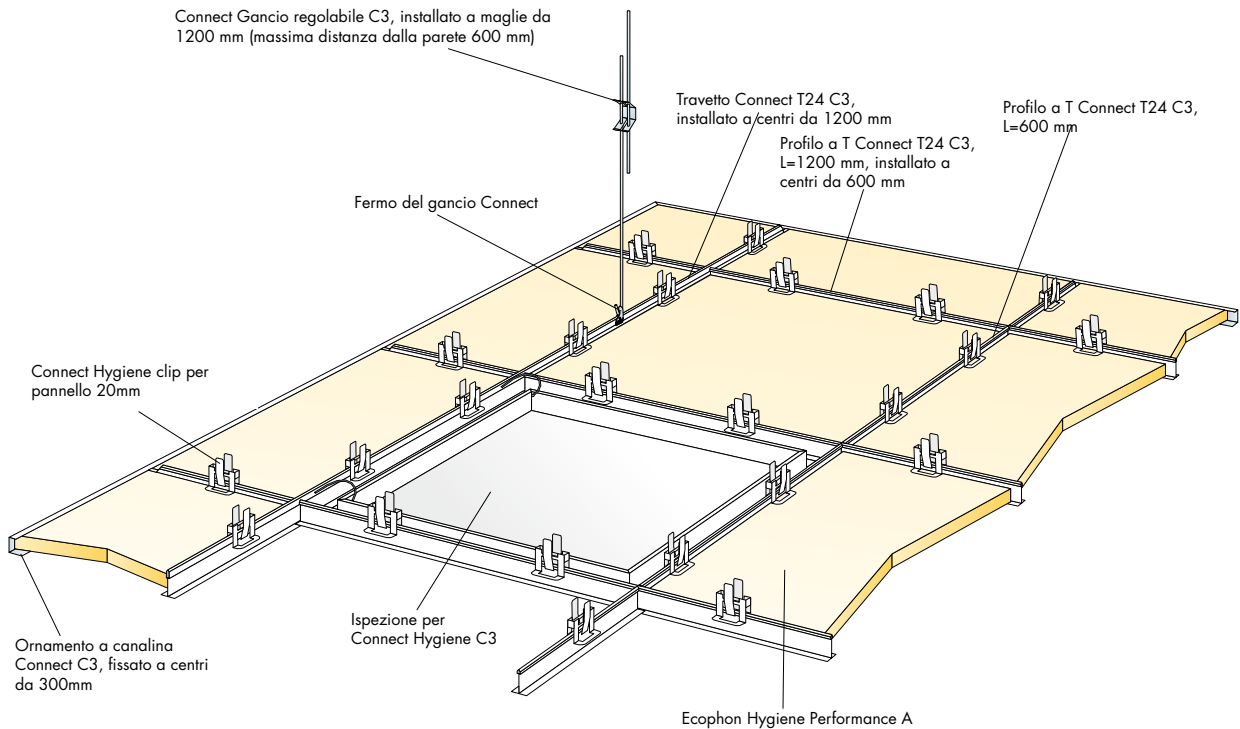 Connect Gancio regolabile C3, installato a maglie da
1200 mm (massima distanza dalla parete 600 mm)
Travetto Connect T24 C3,
installato a centri da 1200 mm
Profilo a T Connect T24 C3,
L=600 mm
Profilo a T Connect T24 C3,
L=1200 mm, installato a
centri da 600 mm
Fermo del gancio Connect
Connect Hygiene clip per
pannello 20mm
Ispezione per
Connect Hygiene C3
Ornamento a canalina
Connect C3, fissato a centri
da 300mm
Ecophon Hygiene Performance A